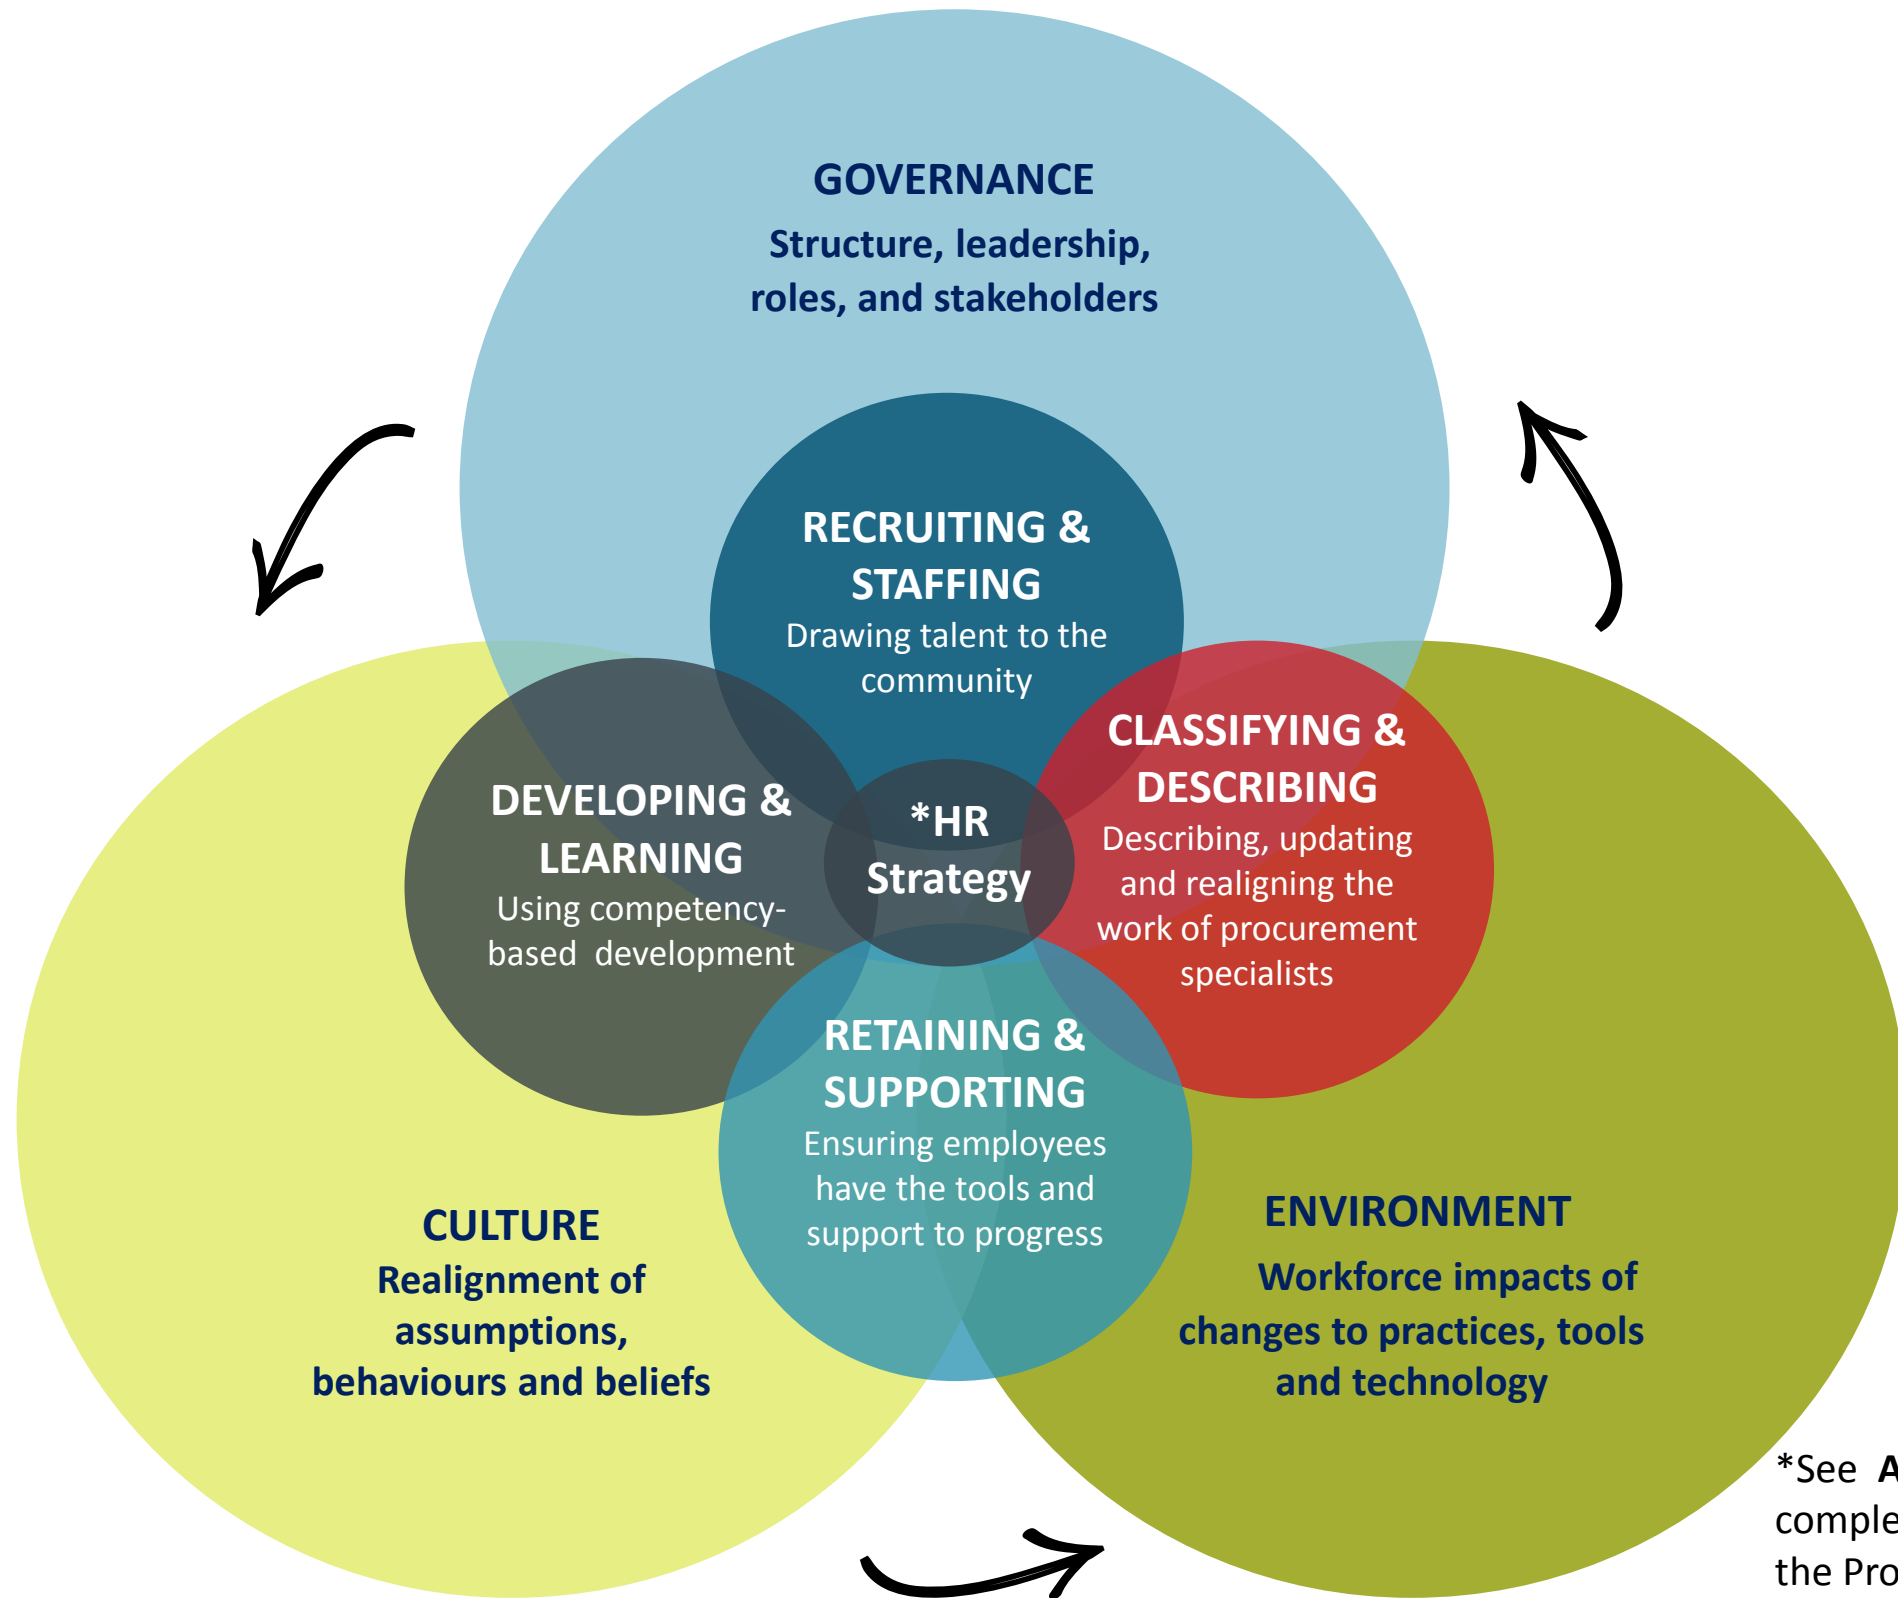 GOVERNANCE
Structure, leadership,
roles, and stakeholders
RECRUITING &
STAFFING
Drawing talent to the
community
CLASSIFYING &
DESCRIBING
Describing, updating
and realigning the
work of procurement
specialists
DEVELOPING &
LEARNING
Using competency-
based development
*HR
Strategy
RETAINING &
SUPPORTING
Ensuring employees
have the tools and
support to progress
CULTURE
Realignment of
assumptions,
behaviours and beliefs
ENVIRONMENT
Workforce impacts of
changes to practices, tools
and technology
*See
the